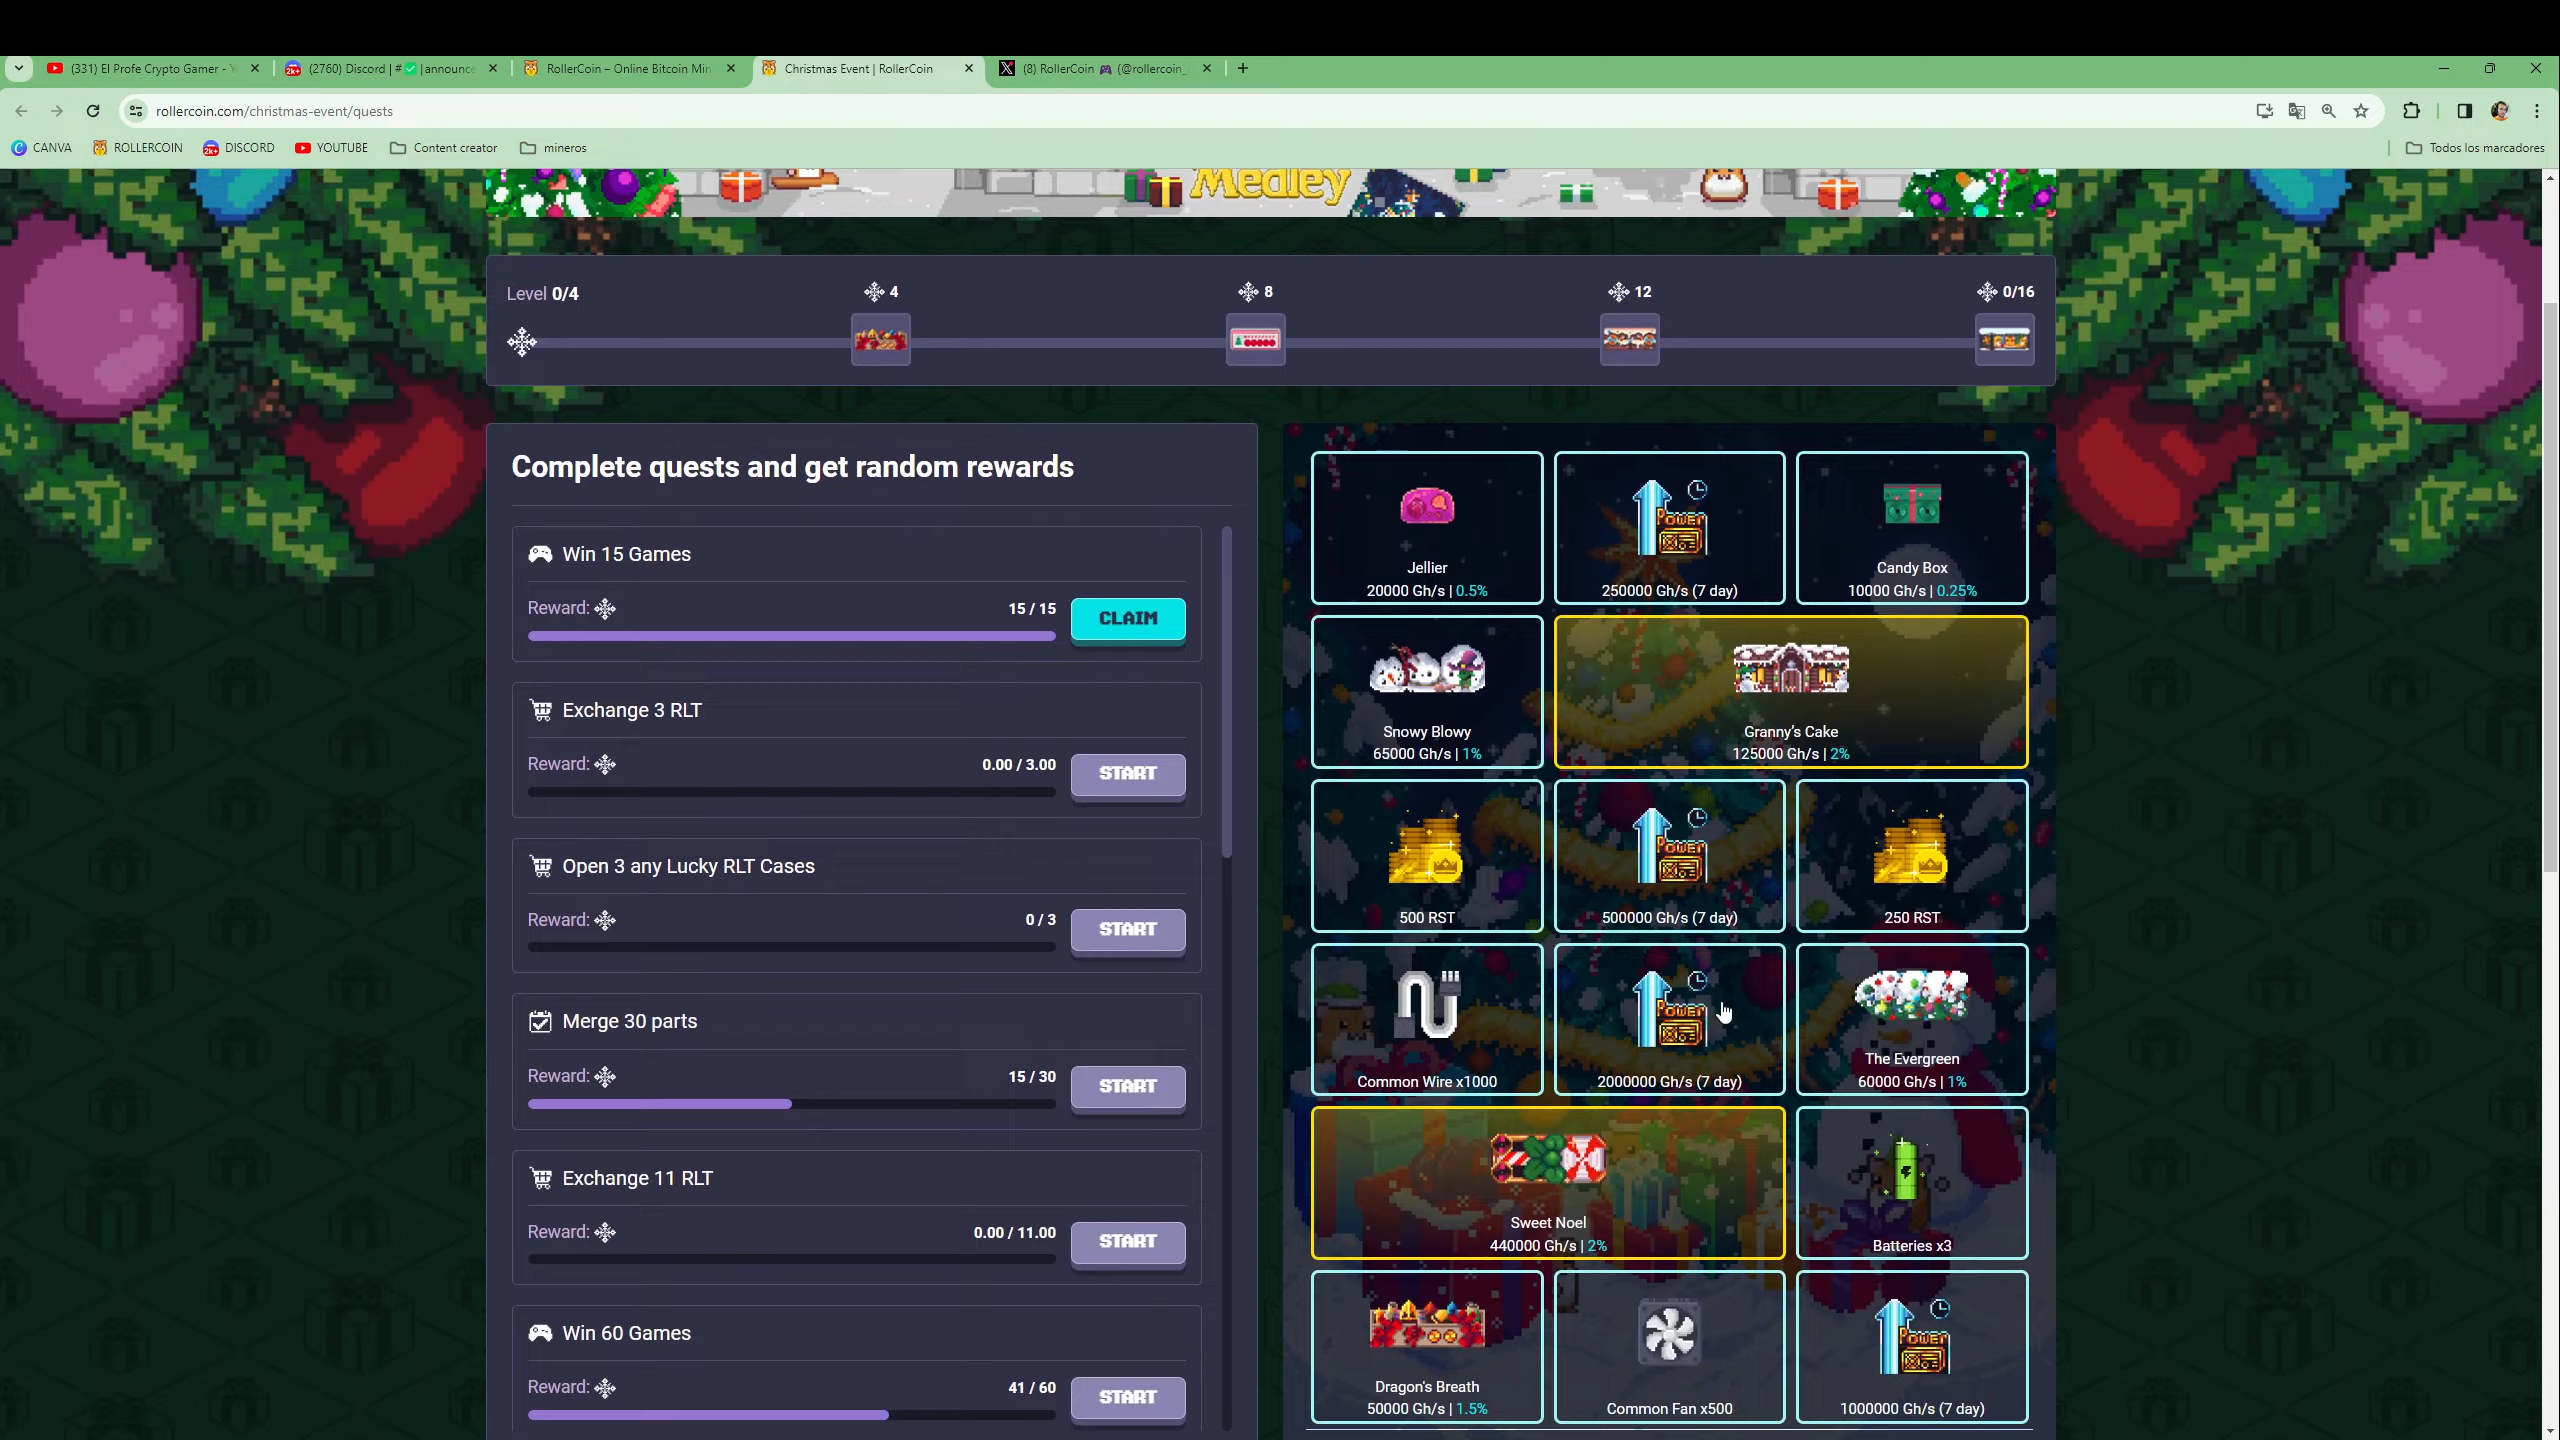 (331) El Profe Crypto Gamer - Y
(2760) Discord | #✅|announce
RollerCoin – Online Bitcoin Min
Christmas Event | RollerCoin
(8) RollerCoin 🎮 (@rollercoin_
rollercoin.com/christmas-event/quests
CANVA
ROLLERCOIN
DISCORD
YOUTUBE
Content creator
mineros
Todos los marcadores
Medley
Level 0/4
4
8
12
0/16
Complete quests and get random rewards
Win 15 Games
Reward:
15 / 15
CLAIM
Exchange 3 RLT
Reward:
0.00 / 3.00
START
Open 3 any Lucky RLT Cases
Reward:
0 / 3
START
Merge 30 parts
Reward:
15 / 30
START
Exchange 11 RLT
Reward:
0.00 / 11.00
START
Win 60 Games
Reward:
41 / 60
START
Jellier
20000 Gh/s | 0.5%
Power
250000 Gh/s (7 day)
Candy Box
10000 Gh/s | 0.25%
Snowy Blowy
65000 Gh/s | 1%
Granny's Cake
125000 Gh/s | 2%
500 RST
Power
500000 Gh/s (7 day)
250 RST
Common Wire x1000
Power
2000000 Gh/s (7 day)
The Evergreen
60000 Gh/s | 1%
Sweet Noel
440000 Gh/s | 2%
Batteries x3
Dragon's Breath
50000 Gh/s | 1.5%
Common Fan x500
Power
1000000 Gh/s (7 day)